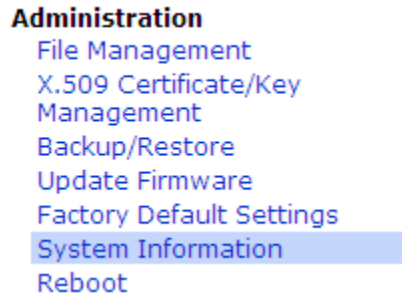 Administration
File Management
X.509 Certificate/Key
Management
Backup/Restore
Update Firmware
Factory Default Settings
System Information
Reboot